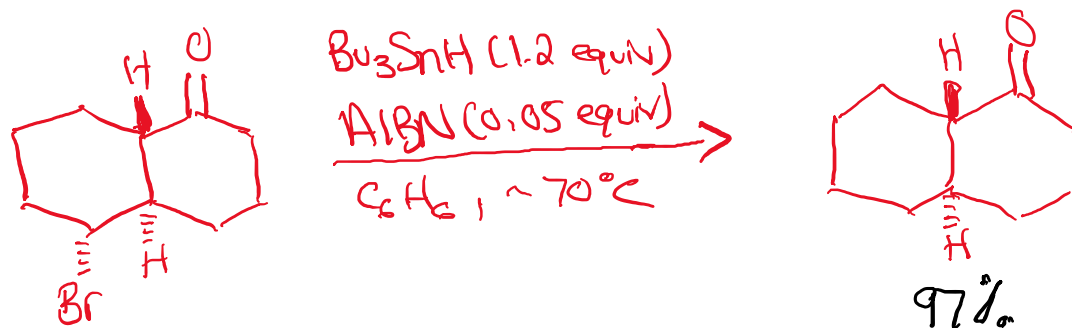 O
H
Br
H
Bu3SnH (1.2 equiv)
AIBN (0.05 equiv)
C6H6, ~70°C
O
H
H
97%